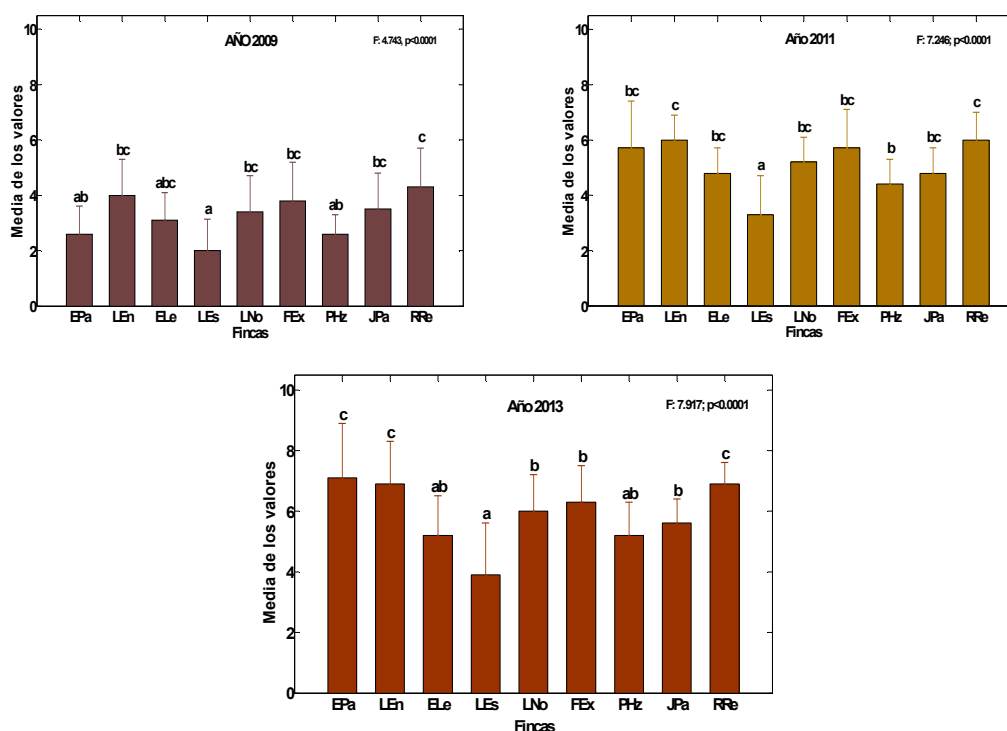 AÑO 2009
F: 4.743, p<0.0001
Media de los valores
10
8
6
4
2
0
ab bc abc a bc bc ab bc c
EPa LEn ELe LEs LNo FEx PHz JPa RRe
Fincas
Año 2011
F: 7.246; p<0.0001
Media de los valores
10
8
6
4
2
0
bc c bc a bc bc b bc c
EPa LEn ELe LEs LNo FEx PHz JPa RRe
Fincas
Año 2013
F: 7.917; p<0.0001
Media de los valores
10
8
6
4
2
0
c c ab a b b ab b c
EPa LEn ELe LEs LNo FEx PHz JPa RRe
Fincas